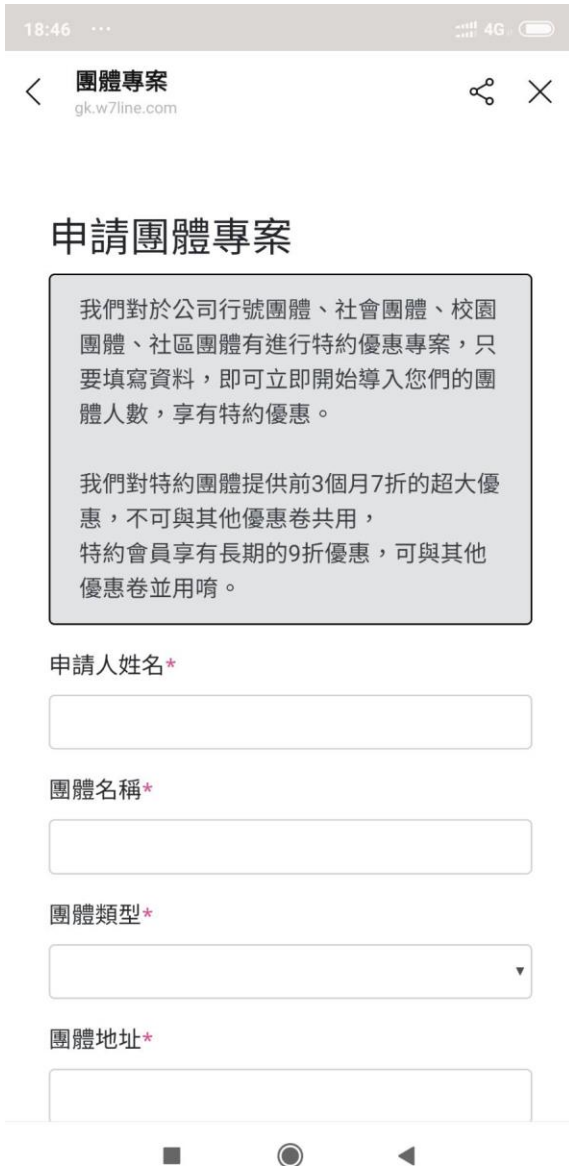 18:46 ...
4G
團體專案
gk.w7line.com
申請團體專案
我們對於公司行號團體、社會團體、校園
團體、社區團體有進行特約優惠專案，只
要填寫資料，即可立即開始導入您們的團
體人數，享有特約優惠。
我們對特約團體提供前3個月7折的超大優
惠，不可與其他優惠卷共用，
特約會員享有長期的9折優惠，可與其他
優惠卷並用唷。
申請人姓名*
團體名稱*
團體類型*
團體地址*